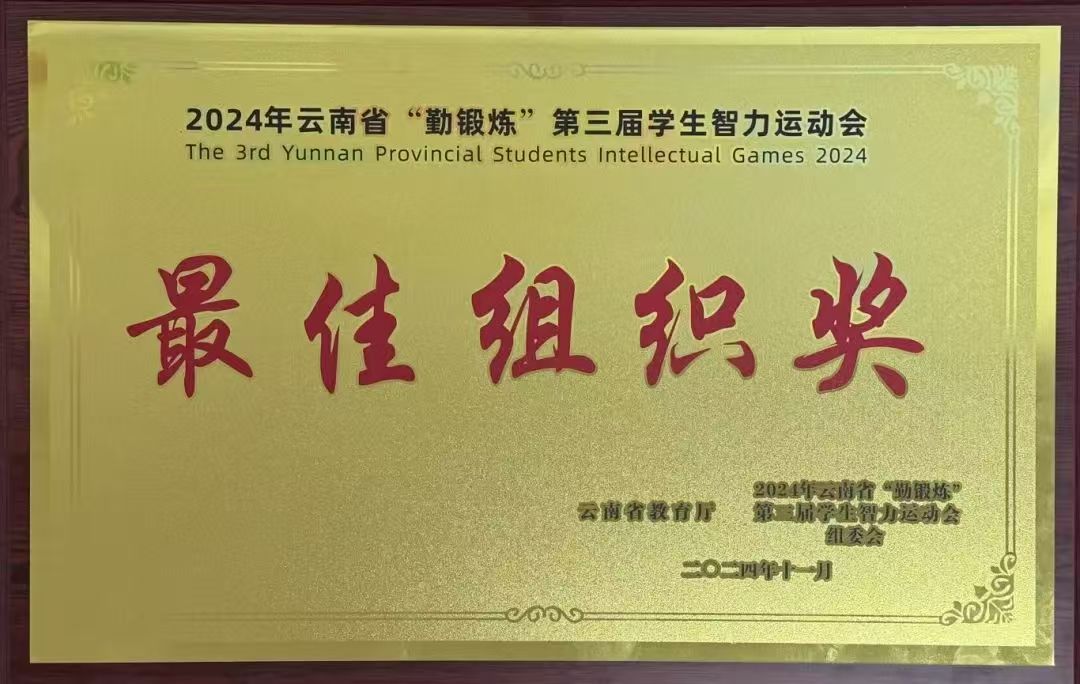 2024年云南省“勤锻炼”第三届学生智力运动会
The 3rd Yunnan Provincial Students Intellectual Games 2024
最佳组织奖
云南省教育厅
2024年云南省“勤锻炼”
第三届学生智力运动会
组委会
二〇二四年十一月